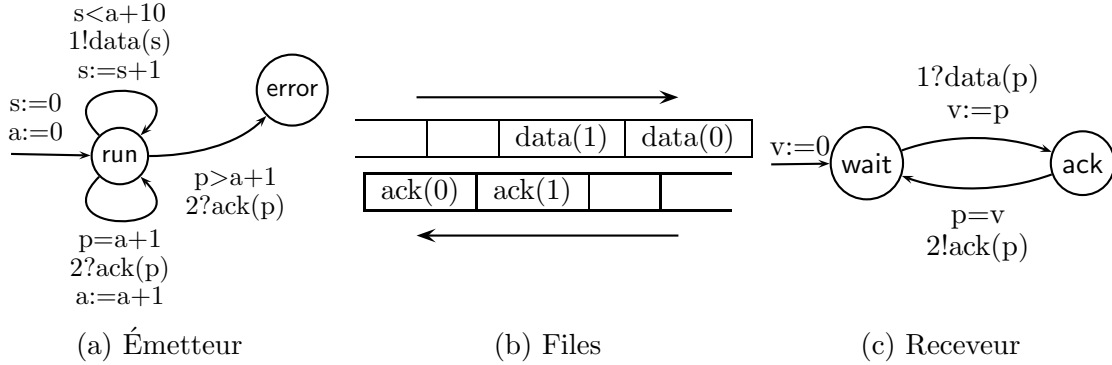 s<a+10
1!data(s)
s:=s+1
s:=0
a:=0
run
error
p>a+1
2?ack(p)
p=a+1
2?ack(p)
a:=a+1
(a) Émetteur
data(1) data(0)
ack(0) ack(1)
(b) Files
1?data(p)
v:=p
v:=0
wait
ack
p=v
2!ack(p)
(c) Receveur